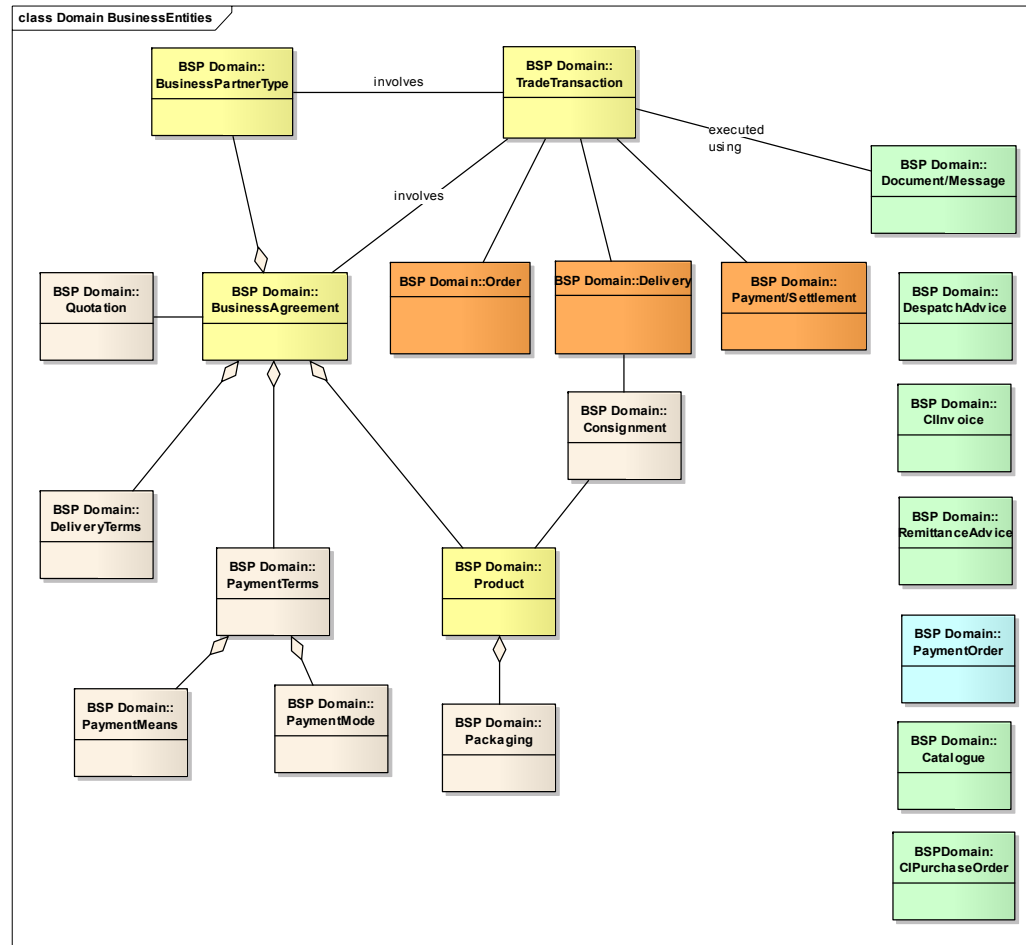 class Domain BusinessEntities
BSP Domain::
BusinessPartnerType
involves
BSP Domain::
TradeTransaction
executed
using
BSP Domain::
Document/Message
involves
BSP Domain::
Quotation
BSP Domain::
BusinessAgreement
BSP Domain::Order
BSP Domain::Delivery
BSP Domain::
Payment/Settlement
BSP Domain::
DespatchAdvice
BSP Domain::
Consignment
BSP Domain::
CIInvoice
BSP Domain::
DeliveryTerms
BSP Domain::
PaymentTerms
BSP Domain::
Product
BSP Domain::
RemittanceAdvice
BSP Domain::
PaymentOrder
BSP Domain::
PaymentMeans
BSP Domain::
PaymentMode
BSP Domain::
Packaging
BSP Domain::
Catalogue
BSPDomain:
CIPurchaseOrder